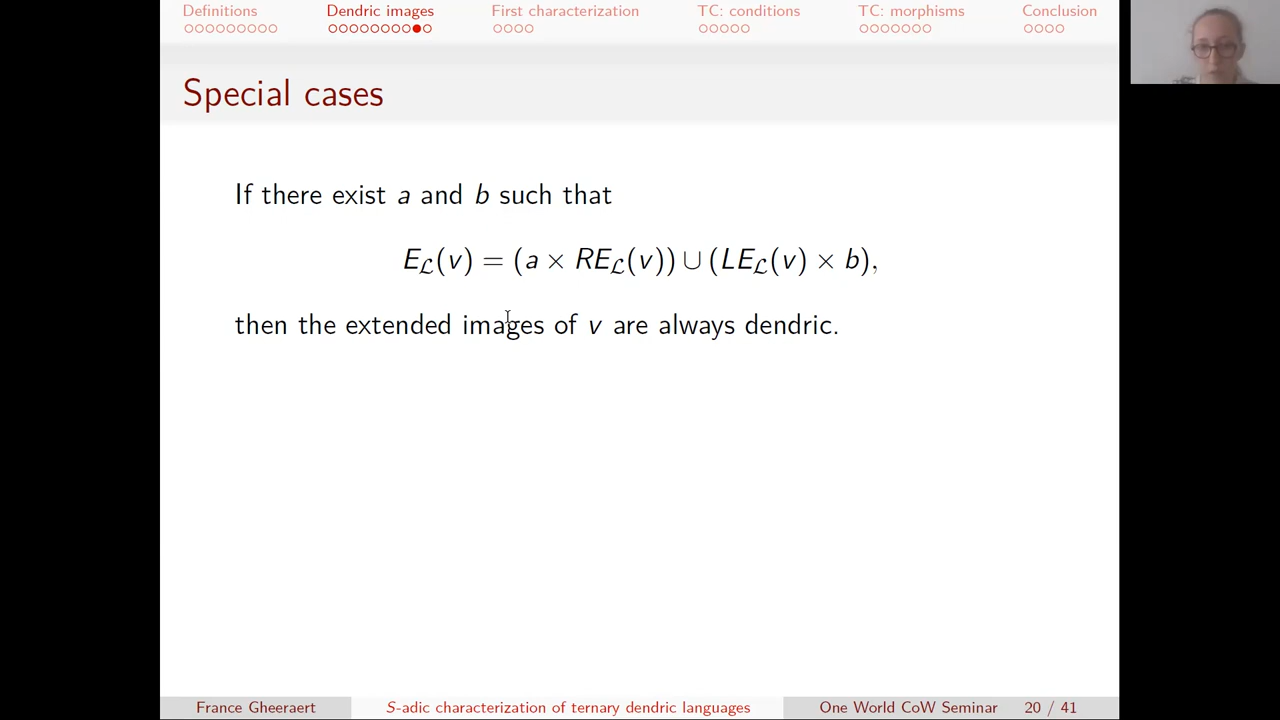 Definitions Dendric images First characterization TC: conditions TC: morphisms Conclusion
Special cases
If there exist a and b such that
E_ℒ(v) = (a × RE_ℒ(v)) ∪ (LE_ℒ(v) × b),
then the extended images of v are always dendric.
France Gheeraert S-adic characterization of ternary dendric languages One World CoW Seminar 20 / 41